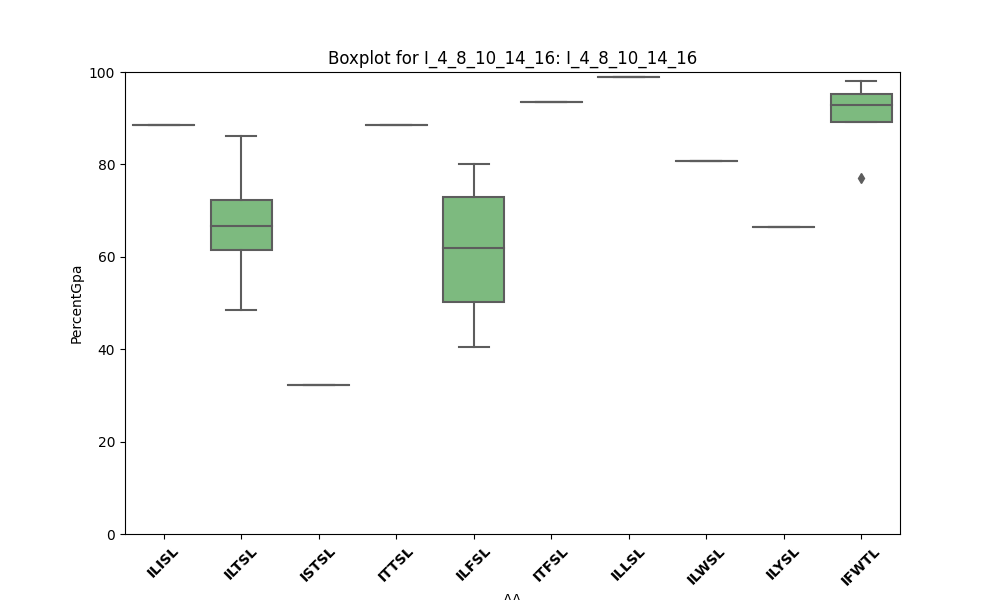 Boxplot for I_4_8_10_14_16: I_4_8_10_14_16
100
80
60
40
20
0
PercentGpa
ILISL
ILTSL
ISTSL
ITTSL
ILFSL
ITFSL
ILLSL
ILWSL
ILYSL
IFWTL
AA